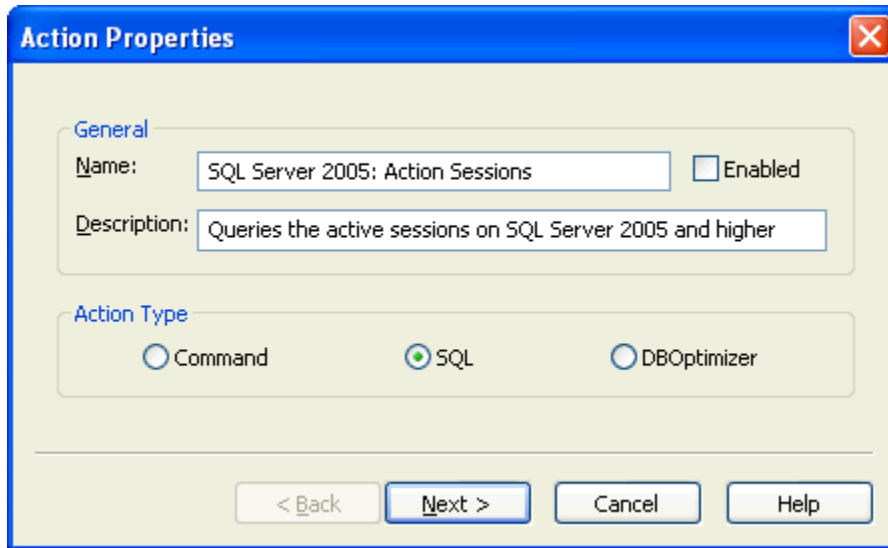 Action Properties
General
Name: SQL Server 2005: Action Sessions Enabled
Description: Queries the active sessions on SQL Server 2005 and higher
Action Type
Command SQL DBOptimizer
< Back Next > Cancel Help